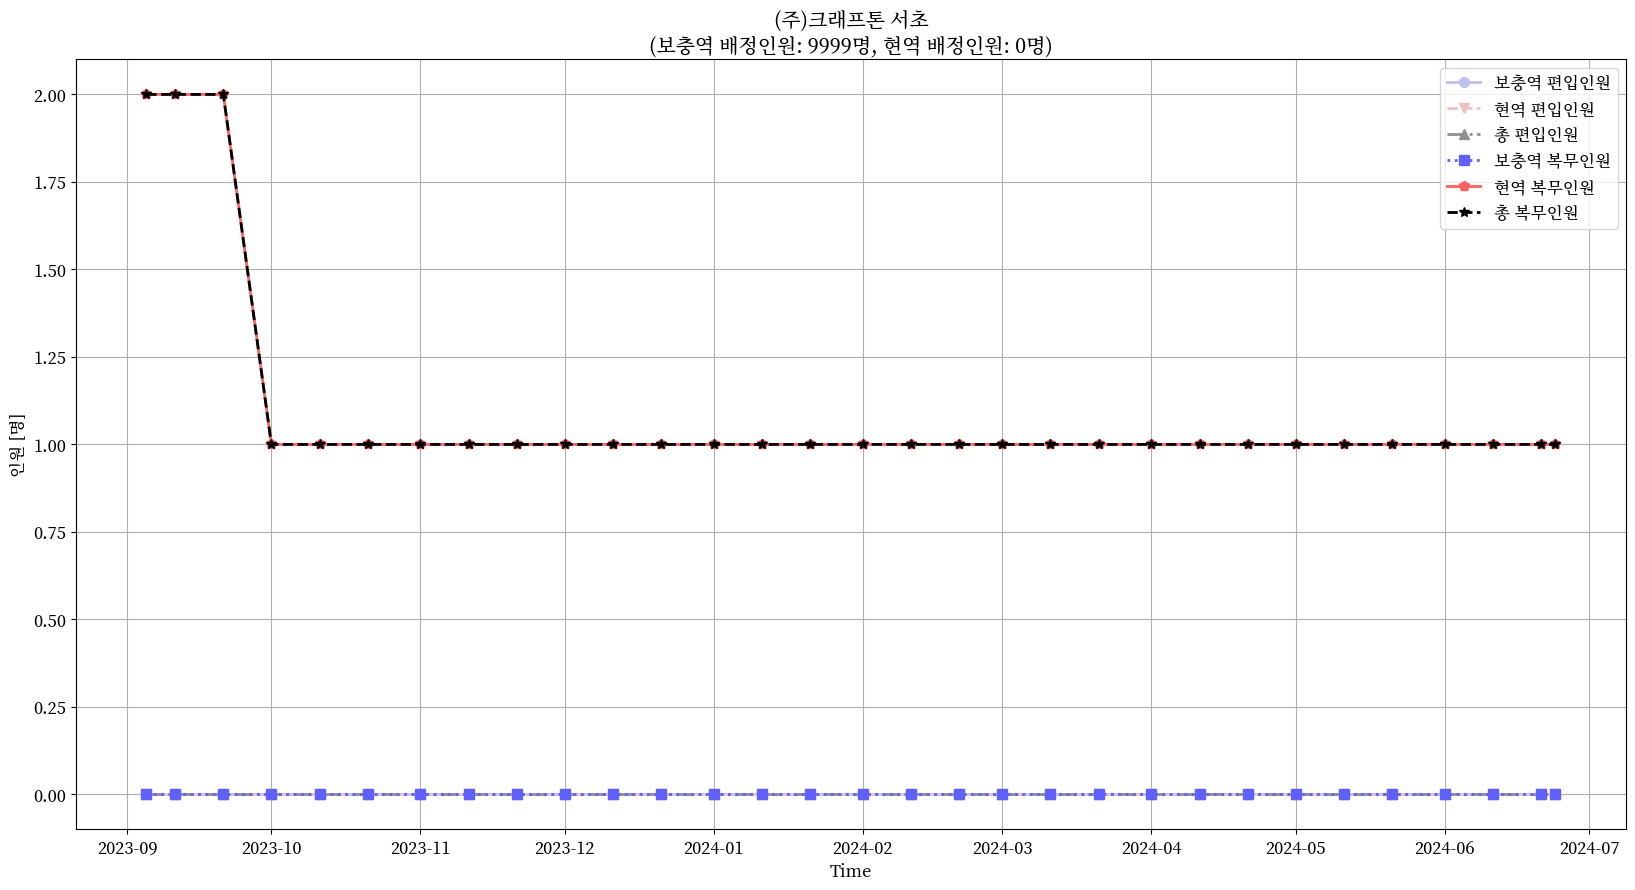 (주)크래프톤 서초
(보충역 배정인원: 9999명, 현역 배정인원: 0명)
보충역 편입인원
현역 편입인원
총 편입인원
보충역 복무인원
현역 복무인원
총 복무인원
인원 [명]
2.00
1.75
1.50
1.25
1.00
0.75
0.50
0.25
0.00
2023-09 2023-10 2023-11 2023-12 2024-01 2024-02 2024-03 2024-04 2024-05 2024-06 2024-07
Time